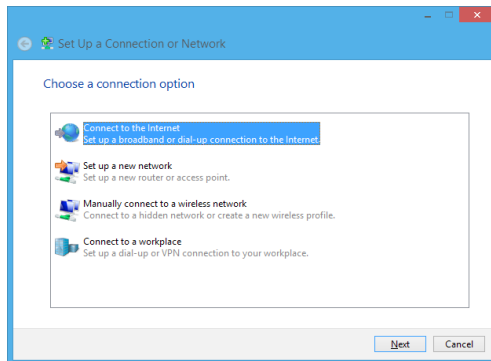 Set Up a Connection or Network
Choose a connection option
Connect to the Internet
Set up a broadband or dial-up connection to the Internet.
Set up a new network
Set up a new router or access point.
Manually connect to a wireless network
Connect to a hidden network or create a new wireless profile.
Connect to a workplace
Set up a dial-up or VPN connection to your workplace.
Next Cancel